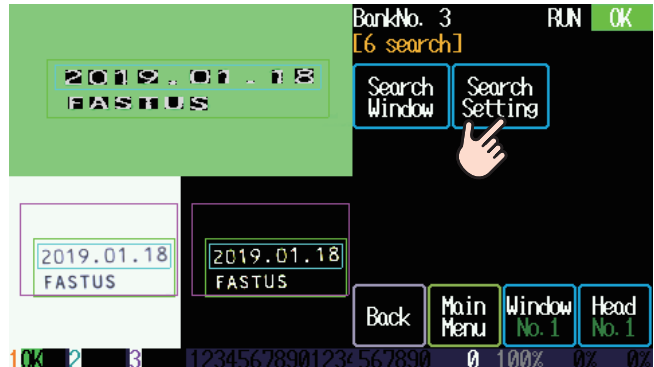 BankNo. 3 RUN OK
[6 search]
2019.01.18
FASTUS
Search Window
Search Setting
2019.01.18
FASTUS
2019.01.18
FASTUS
Back
Main Menu
Window No.1
Head No.1
1 OK 2 3 12345678901234567890 0 100% 0% 0%